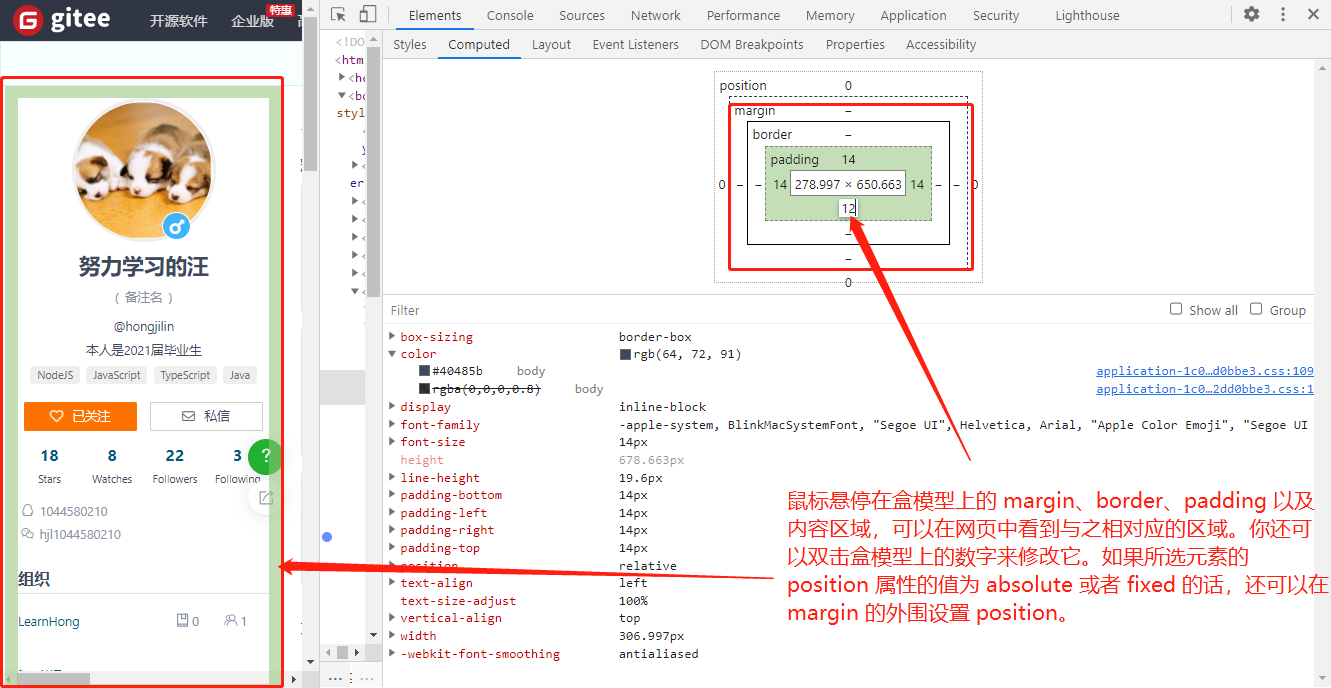 gitee
开源软件
企业版
特惠
努力学习的汪
( 备注名 )
@hongjilin
本人是2021届毕业生
NodeJS JavaScript TypeScript Java
已关注 私信
18 8 22 3
Stars Watches Followers Following
?
1044580210
hjl1044580210
组织
LearnHong 0 1
Elements Console Sources Network Performance Memory Application Security Lighthouse
Styles Computed Layout Event Listeners DOM Breakpoints Properties Accessibility
<!DO
<htm
<he
<bo
styl
er
position 0
margin –
border –
padding 14
0 – – 14 278.997 × 650.663 14 – – 0
12
–
–
0
Filter Show all Group
box-sizing border-box
color rgb(64, 72, 91)
#40485b body application-1c0…d0bbe3.css:109
rgba(0,0,0,0.8) body application-1c0…2dd0bbe3.css:1
display inline-block
font-family -apple-system, BlinkMacSystemFont, "Segoe UI", Helvetica, Arial, "Apple Color Emoji", "Segoe UI
font-size 14px
height 678.663px
line-height 19.6px
padding-bottom 14px
padding-left 14px
padding-right 14px
padding-top 14px
position relative
text-align left
text-size-adjust 100%
vertical-align top
width 306.997px
-webkit-font-smoothing antialiased
鼠标悬停在盒模型上的 margin、border、padding 以及
内容区域，可以在网页中看到与之相对应的区域。你还可
以双击盒模型上的数字来修改它。如果所选元素的
position 属性的值为 absolute 或者 fixed 的话，还可以在
margin 的外围设置 position。